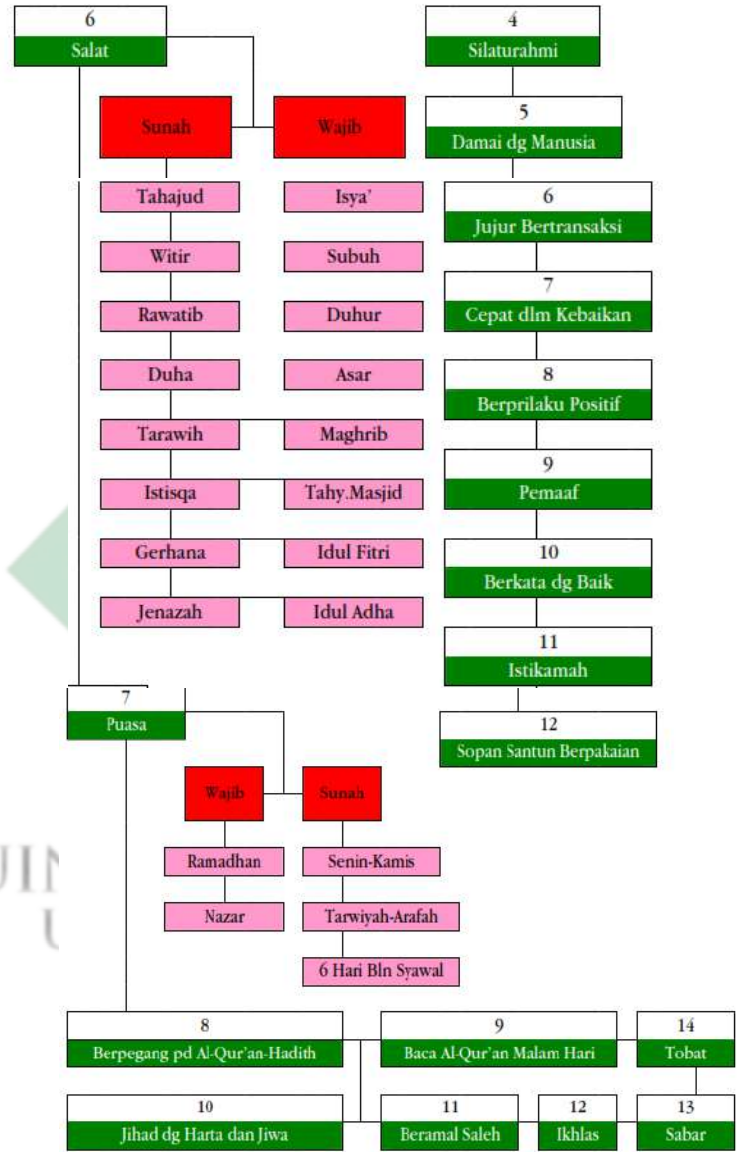 6
Salat
4
Silaturahmi
Sunah
Wajib
5
Damai dg Manusia
Tahajud
Isya'
6
Jujur Bertransaksi
Witir
Subuh
7
Cepat dlm Kebaikan
Rawatib
Duhur
Duha
Asar
8
Berprilaku Positif
Tarawih
Maghrib
9
Pemaaf
Istisqa
Tahy.Masjid
Gerhana
Idul Fitri
10
Berkata dg Baik
Jenazah
Idul Adha
11
Istikamah
7
Puasa
12
Sopan Santun Berpakaian
Wajib
Sunah
Ramadhan
Senin-Kamis
Nazar
Tarwiyah-Arafah
6 Hari Bln Syawal
8
Berpegang pd Al-Qur'an-Hadith
9
Baca Al-Qur'an Malam Hari
14
Tobat
10
Jihad dg Harta dan Jiwa
11
Beramal Saleh
12
Ikhlas
13
Sabar